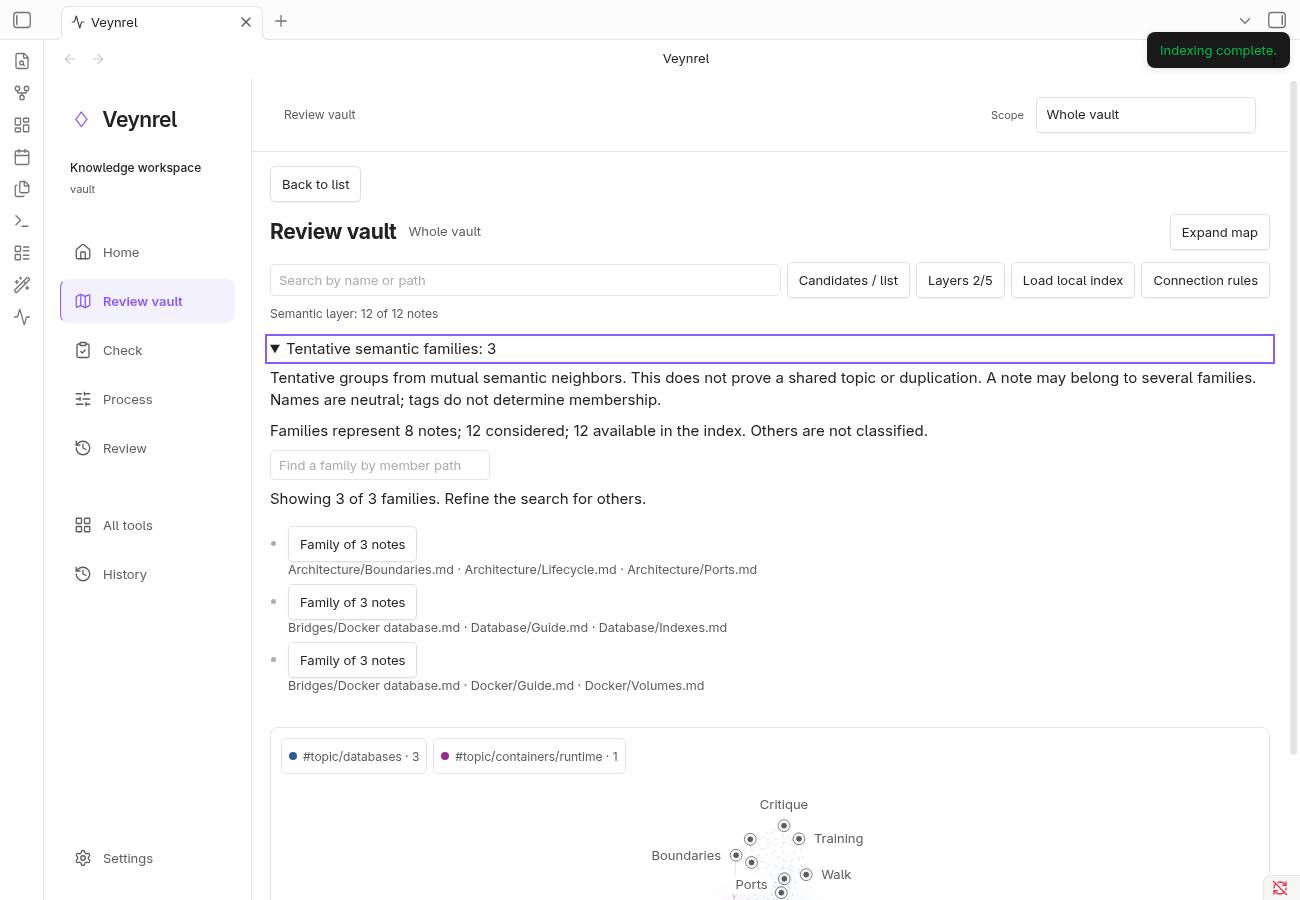 Veynrel
Veynrel
Indexing complete.
Veynrel
Knowledge workspace
vault
Home
Review vault
Check
Process
Review
All tools
History
Settings
Review vault
Scope
Whole vault
Back to list
Review vault Whole vault
Expand map
Search by name or path
Candidates / list
Layers 2/5
Load local index
Connection rules
Semantic layer: 12 of 12 notes
Tentative semantic families: 3
Tentative groups from mutual semantic neighbors. This does not prove a shared topic or duplication. A note may belong to several families.
Names are neutral; tags do not determine membership.
Families represent 8 notes; 12 considered; 12 available in the index. Others are not classified.
Find a family by member path
Showing 3 of 3 families. Refine the search for others.
Family of 3 notes
Architecture/Boundaries.md · Architecture/Lifecycle.md · Architecture/Ports.md
Family of 3 notes
Bridges/Docker database.md · Database/Guide.md · Database/Indexes.md
Family of 3 notes
Bridges/Docker database.md · Docker/Guide.md · Docker/Volumes.md
#topic/databases · 3
#topic/containers/runtime · 1
Critique
Training
Boundaries
Walk
Ports